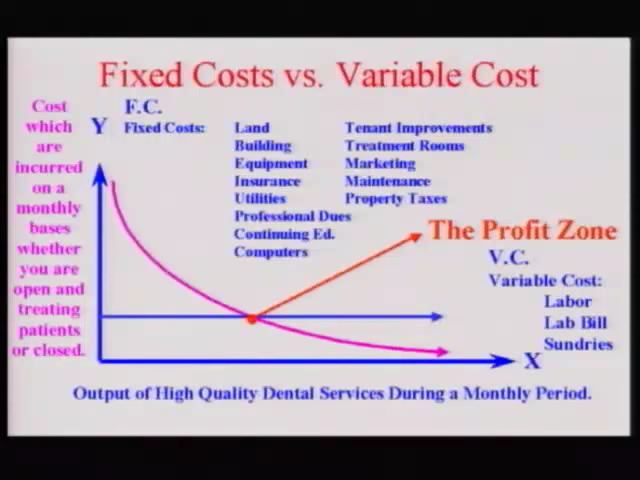 Fixed Costs vs. Variable Cost
Cost
which
are
incurred
on a
monthly
bases
whether
you are
open and
treating
patients
or closed.
Y
F.C.
Fixed Costs:
Land
Building
Equipment
Insurance
Utilities
Professional Dues
Continuing Ed.
Computers
Tenant Improvements
Treatment Rooms
Marketing
Maintenance
Property Taxes
The Profit Zone
V.C.
Variable Cost:
Labor
Lab Bill
Sundries
X
Output of High Quality Dental Services During a Monthly Period.